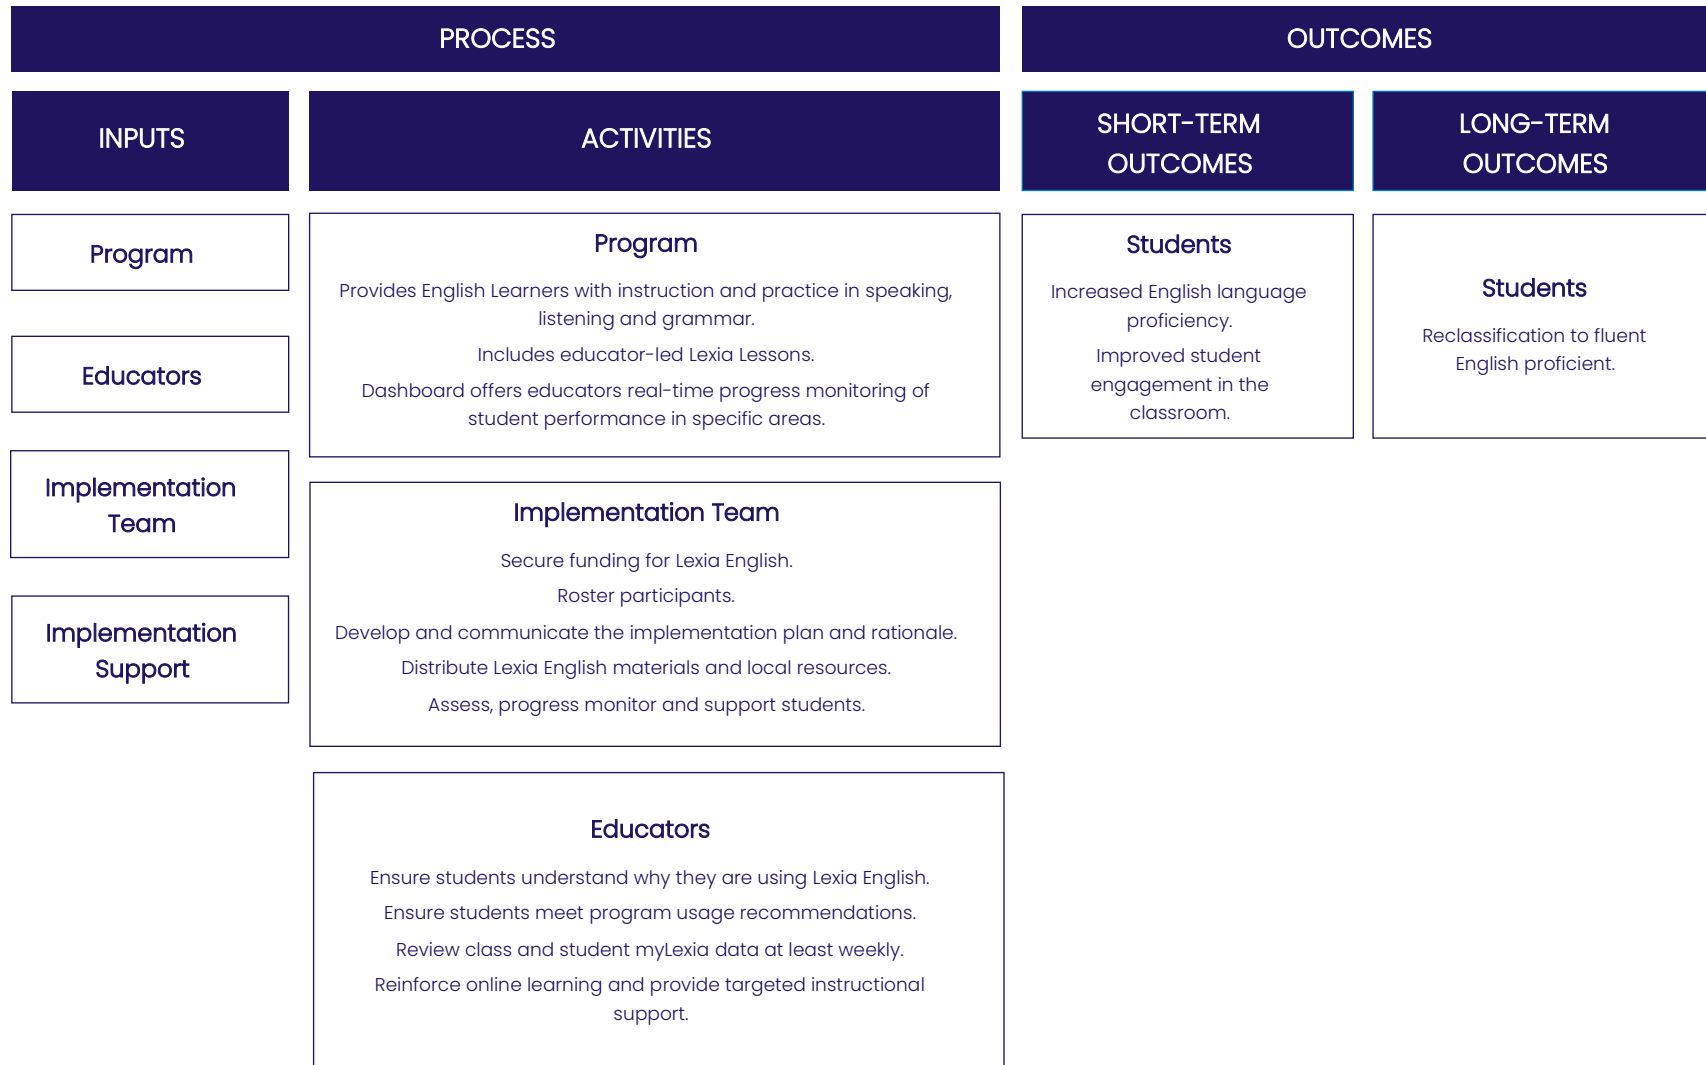 PROCESS
OUTCOMES
INPUTS
ACTIVITIES
SHORT-TERM
OUTCOMES
LONG-TERM
OUTCOMES
Program
Educators
Implementation
Team
Implementation
Support
Program
Provides English Learners with instruction and practice in speaking,
listening and grammar.
Includes educator-led Lexia Lessons.
Dashboard offers educators real-time progress monitoring of
student performance in specific areas.
Implementation Team
Secure funding for Lexia English.
Roster participants.
Develop and communicate the implementation plan and rationale.
Distribute Lexia English materials and local resources.
Assess, progress monitor and support students.
Educators
Ensure students understand why they are using Lexia English.
Ensure students meet program usage recommendations.
Review class and student myLexia data at least weekly.
Reinforce online learning and provide targeted instructional
support.
Students
Increased English language
proficiency.
Improved student
engagement in the
classroom.
Students
Reclassification to fluent
English proficient.